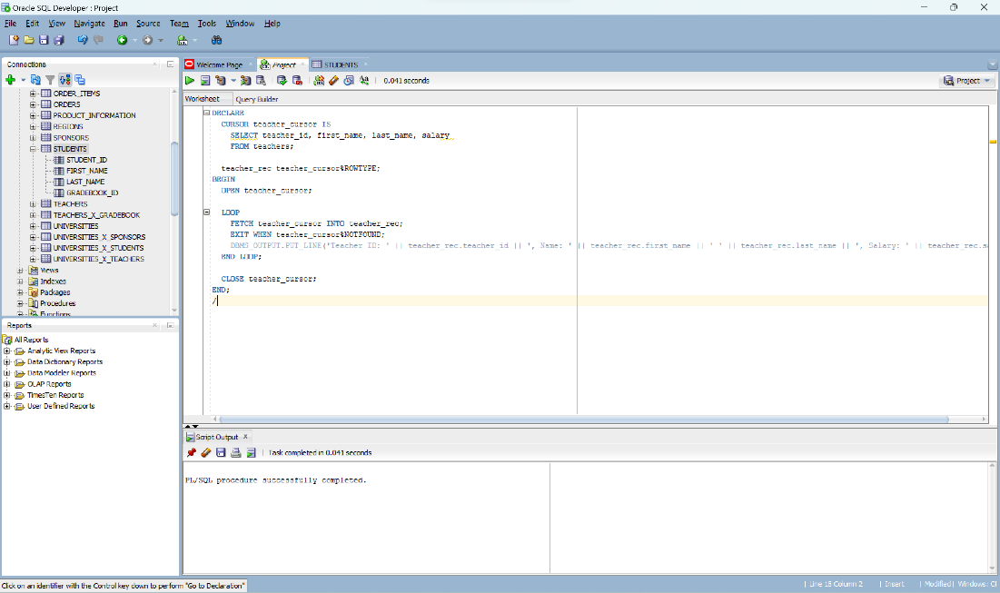 Oracle SQL Developer : Project
File Edit View Navigate Run Source Team Tools Window Help
Connections
Welcome Page
Project
STUDENTS
0.041 seconds
Project
Worksheet Query Builder
ORDER_ITEMS
ORDERS
PRODUCT_INFORMATION
REGIONS
SPONSORS
STUDENTS
STUDENT_ID
FIRST_NAME
LAST_NAME
GRADEBOOK_ID
TEACHERS
TEACHERS_X_GRADEBOOK
UNIVERSITIES
UNIVERSITIES_X_SPONSORS
UNIVERSITIES_X_STUDENTS
UNIVERSITIES_X_TEACHERS
Views
Indexes
Packages
Procedures
Functions
DECLARE
CURSOR teacher_cursor IS
SELECT teacher_id, first_name, last_name, salary
FROM teachers;
teacher_rec teacher_cursor%ROWTYPE;
BEGIN
OPEN teacher_cursor;
LOOP
FETCH teacher_cursor INTO teacher_rec;
EXIT WHEN teacher_cursor%NOTFOUND;
DBMS_OUTPUT.PUT_LINE('Teacher ID: ' || teacher_rec.teacher_id || ', Name: ' || teacher_rec.first_name || ' ' || teacher_rec.last_name || ', Salary: ' || teacher_rec.s
END LOOP;
CLOSE teacher_cursor;
END;
/
Reports
All Reports
Analytic View Reports
Data Dictionary Reports
Data Modeler Reports
OLAP Reports
TimesTen Reports
User Defined Reports
Script Output
Task completed in 0.041 seconds
PL/SQL procedure successfully completed.
Click on an identifier with the Control key down to perform "Go to Declaration"
Line 18 Column 2 | Insert | Modified | Windows: Cl